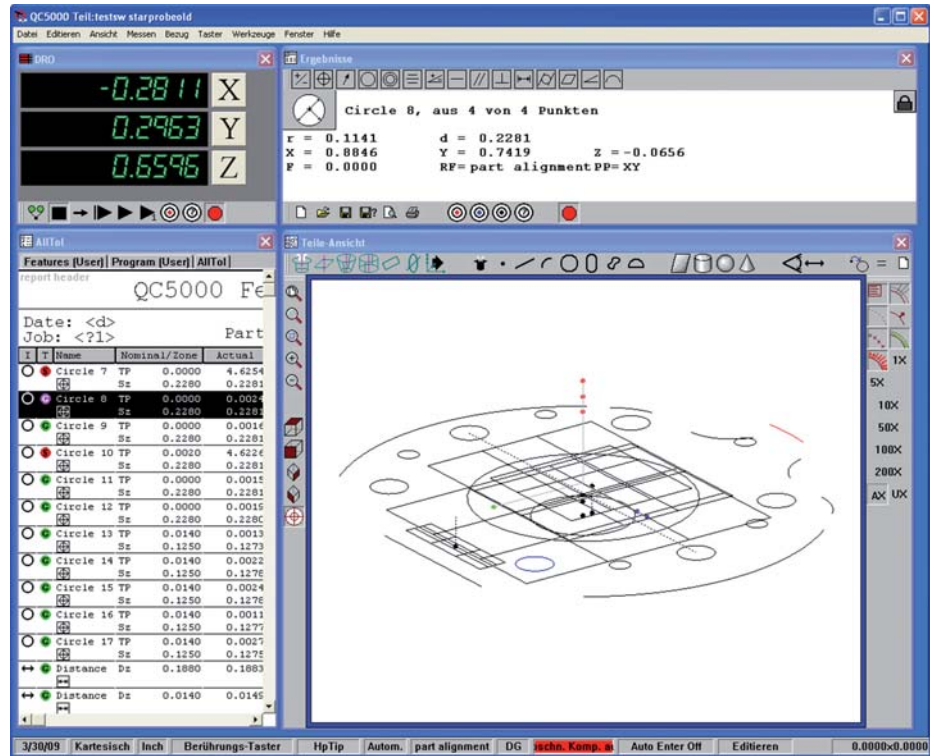 QC5000 Teil:testsw starprobeold
Datei Editieren Ansicht Messen Bezug Taster Werkzeuge Fenster Hilfe
DRO
-0.2811 X
0.2963 Y
0.6596 Z
Ergebnisse
Circle 8, aus 4 von 4 Punkten
r = 0.1141 d = 0.2281
X = 0.8846 Y = 0.7419 Z =-0.0656
F = 0.0000 RF= part alignment PP= XY
AllTol
Features (User) Program (User) AllTol
report header
QC5000 Fe
Date: <d>
Job: <?1> Part
I T Name Nominal/Zone Actual
Circle 7 TP 0.0000 4.6254
Sz 0.2280 0.2281
Circle 8 TP 0.0000 0.0024
Sz 0.2280 0.2281
Circle 9 TP 0.0000 0.0016
Sz 0.2280 0.2281
Circle 10 TP 0.0020 4.6226
Sz 0.2280 0.2281
Circle 11 TP 0.0000 0.0015
Sz 0.2280 0.2281
Circle 12 TP 0.0000 0.0019
Sz 0.2280
Circle 13 TP 0.0140 0.0013
Sz 0.1250 0.1273
Circle 14 TP 0.0140 0.0022
Sz 0.1250
Circle 15 TP 0.0140 0.0024
Sz 0.1250
Circle 16 TP 0.0140 0.0011
Sz 0.1250 0.1277
Circle 17 TP 0.0140 0.0027
Sz 0.1250 0.1275
Distance Dz 0.1880 0.1883
Distance Dz 0.0140 0.0149
Teile-Ansicht
1X
5X
10X
50X
100X
200X
AX UX
3/30/09 Kartesisch Inch Berührungs-Taster HpTip Autom. part alignment DG Komp. Auto Enter Off Editieren 0.0000x0.0000